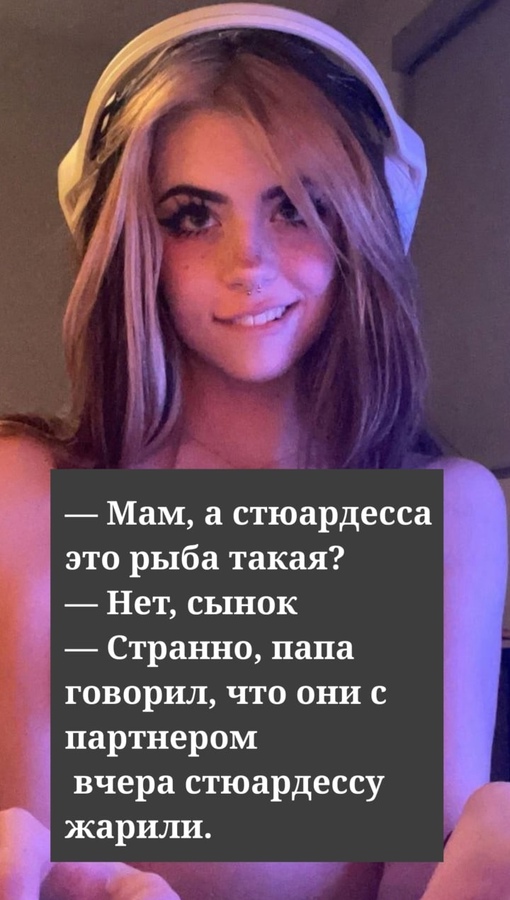 — Мам, а стюардесса
это рыба такая?
— Нет, сынок
— Странно, папа
говорил, что они с
партнером
вчера стюардессу
жарили.